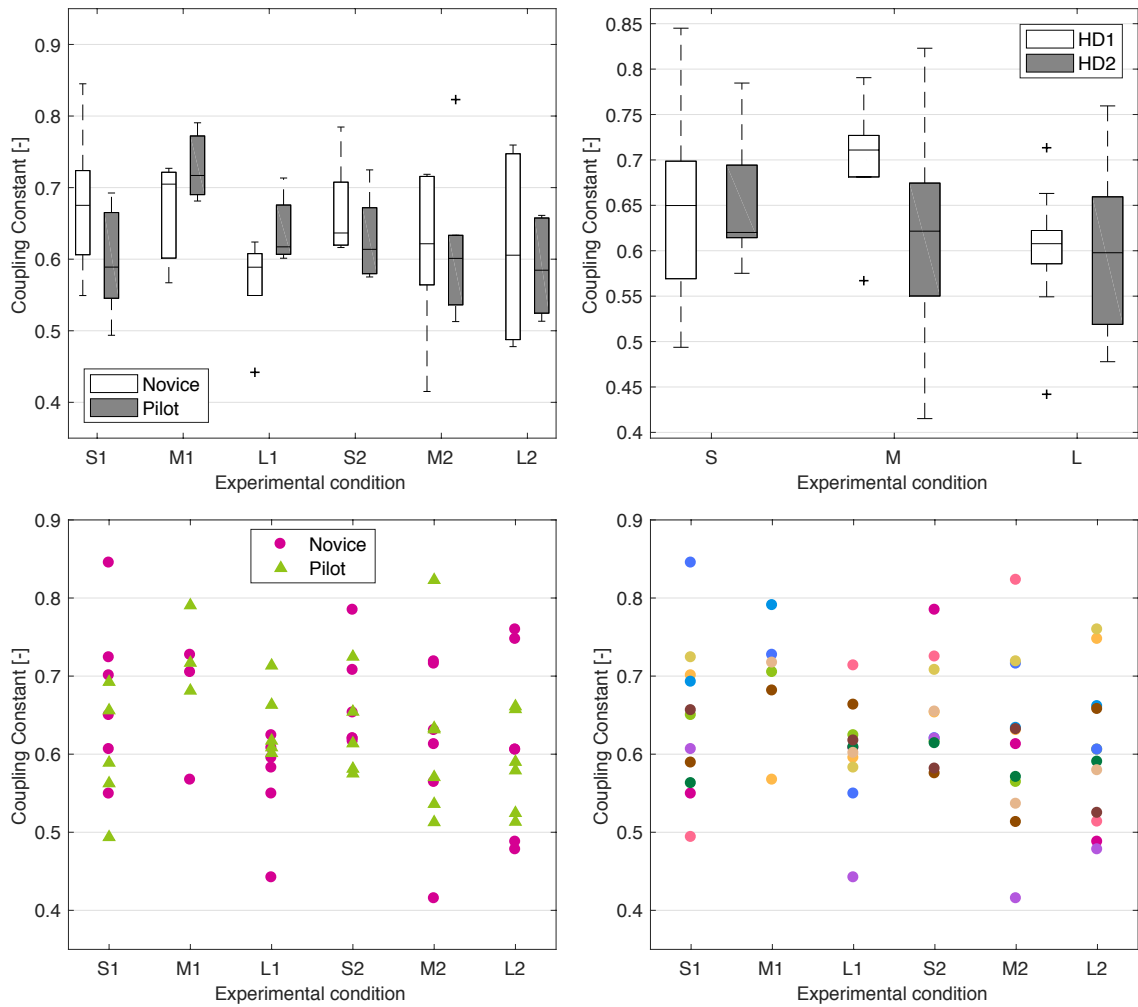 0.9
0.8
0.7
0.6
0.5
0.4
Coupling Constant [-]
Novice
Pilot
S1 M1 L1 S2 M2 L2
Experimental condition
0.85
0.8
0.75
0.7
0.65
0.6
0.55
0.5
0.45
0.4
Coupling Constant [-]
HD1
HD2
S M L
Experimental condition
0.9
0.8
0.7
0.6
0.5
0.4
Coupling Constant [-]
Novice
Pilot
S1 M1 L1 S2 M2 L2
Experimental condition
0.9
0.8
0.7
0.6
0.5
0.4
Coupling Constant [-]
S1 M1 L1 S2 M2 L2
Experimental condition